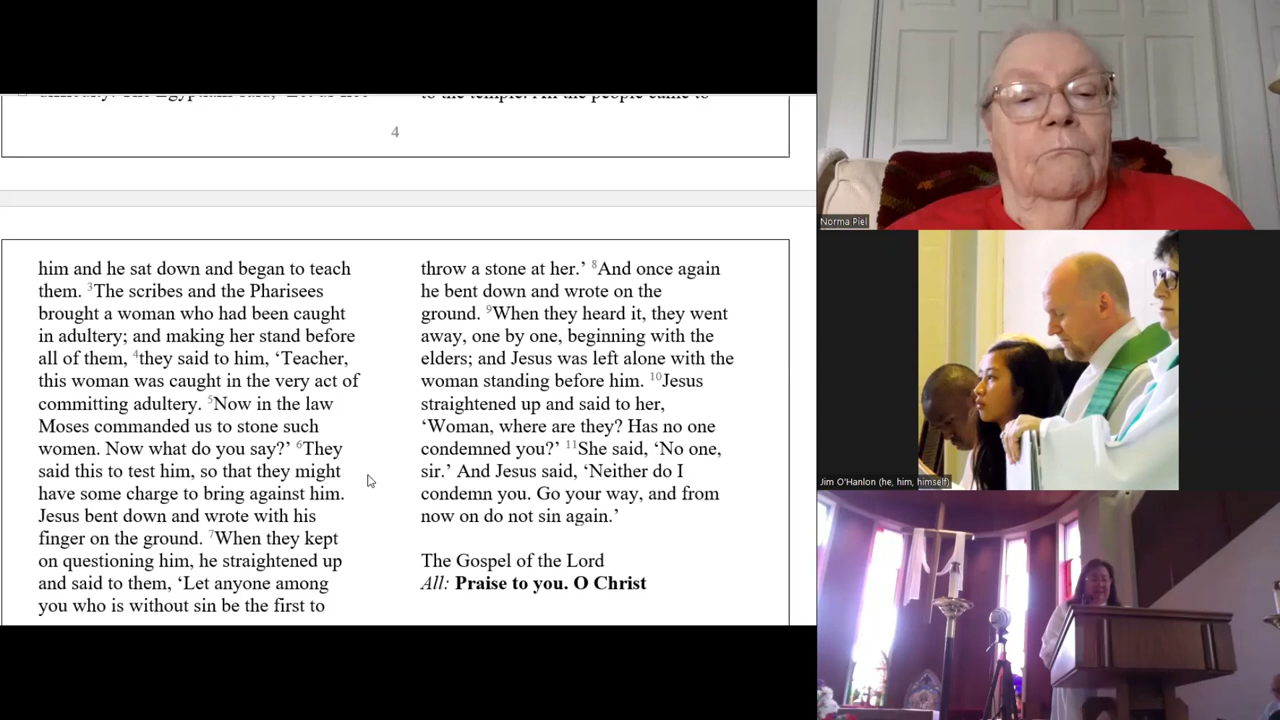 4
him and he sat down and began to teach
them. ³The scribes and the Pharisees
brought a woman who had been caught
in adultery; and making her stand before
all of them, ⁴they said to him, ‘Teacher,
this woman was caught in the very act of
committing adultery. ⁵Now in the law
Moses commanded us to stone such
women. Now what do you say?’ ⁶They
said this to test him, so that they might
have some charge to bring against him.
Jesus bent down and wrote with his
finger on the ground. ⁷When they kept
on questioning him, he straightened up
and said to them, ‘Let anyone among
you who is without sin be the first to
throw a stone at her.’ ⁸And once again
he bent down and wrote on the
ground. ⁹When they heard it, they went
away, one by one, beginning with the
elders; and Jesus was left alone with the
woman standing before him. ¹⁰Jesus
straightened up and said to her,
‘Woman, where are they? Has no one
condemned you?’ ¹¹She said, ‘No one,
sir.’ And Jesus said, ‘Neither do I
condemn you. Go your way, and from
now on do not sin again.’
The Gospel of the Lord
All: Praise to you. O Christ
Norma Piel
Jim O'Hanlon (he, him, himself)